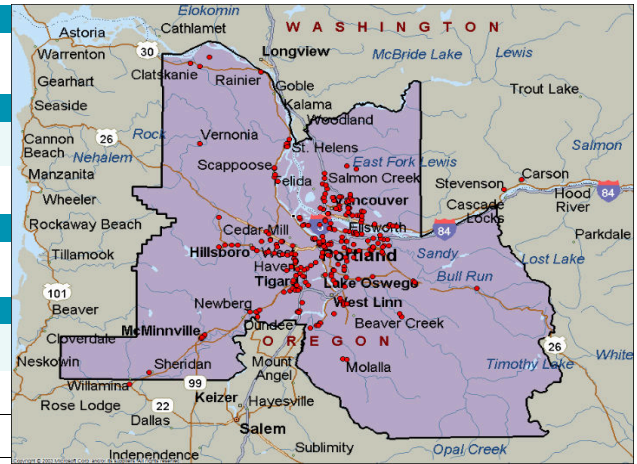 Elokomin
Cathlamet
WASHINGTON
Astoria
30
Longview
Lewis
Warrenton
McBride Lake
Clatskanie
Rainier
Goble
Gearhart
Trout Lake
Kalama
Seaside
Woodland
Rock
Vernonia
26
Cannon
Beach
St. Helens
Salmon
Nehalem
Scappoose
East Fork Lewis
Manzanita
elida
Salmon Creek
Carson
Stevenson
84
Wheeler
Vancouver
Hood
River
Cascade
Locks
Rockaway Beach
Cedar Mill
Ellsworth
84
Parkdale
Tillamook
Hillsboro
Portland
Sandy
Lost Lake
Haven
Bull Run
101
Tigard
Lake Oswego
Newberg
West Linn
Beaver
Dundee
Beaver Creek
McMinnville
Cloverdale
OREGON
26
Neskowin
Sheridan
Mount
Angel
Molalla
Timothy Lake
White
Willamina
99
Rose Lodge
22
Keizer
Hayesville
Dallas
Salem
Independence
Sublimity
Opal Creek